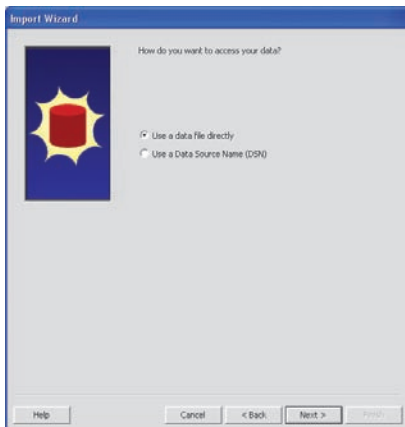 Import Wizard
How do you want to access your data?
Use a data file directly
Use a Data Source Name (DSN)
Help
Cancel
< Back
Next >
Finish